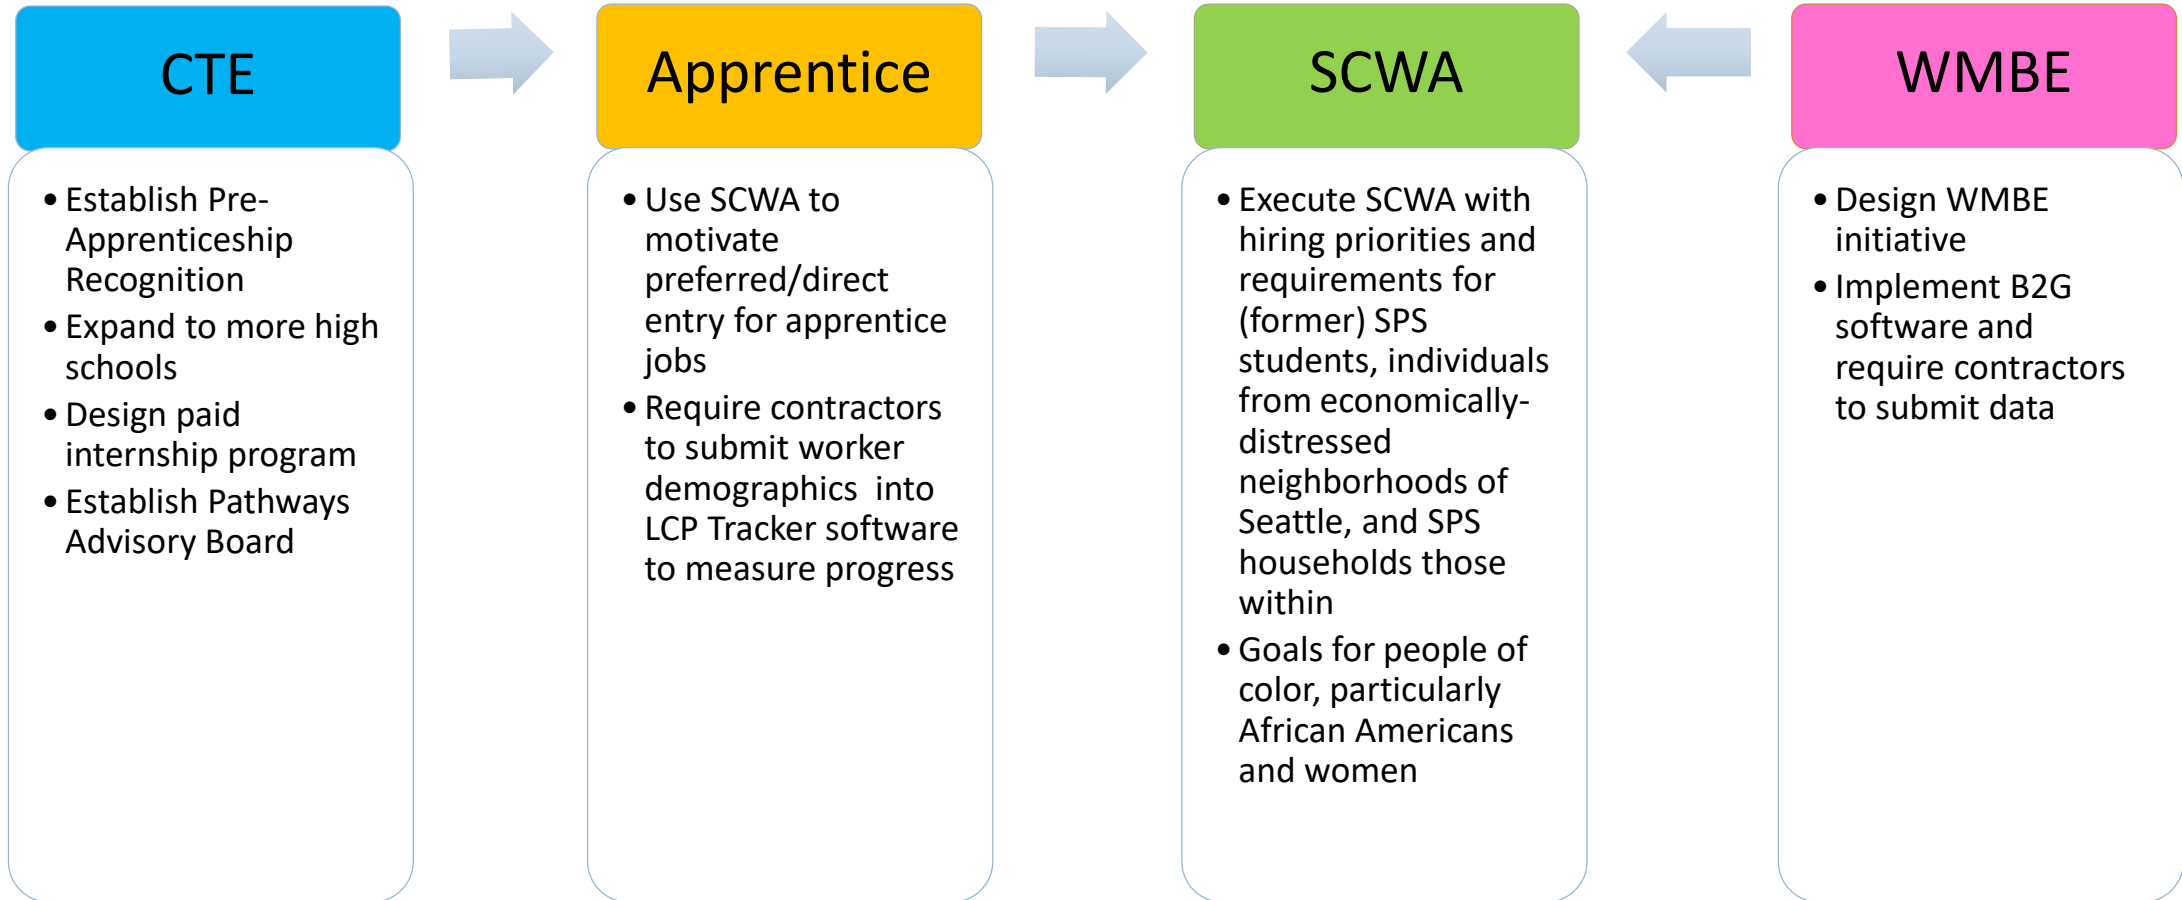 CTE
• Establish Pre-
Apprenticeship
Recognition
• Expand to more high
schools
• Design paid
internship program
• Establish Pathways
Advisory Board
Apprentice
• Use SCWA to
motivate
preferred/direct
entry for apprentice
jobs
• Require contractors
to submit worker
demographics  into
LCP Tracker software
to measure progress
SCWA
• Execute SCWA with
hiring priorities and
requirements for
(former) SPS
students, individuals
from economically-
distressed
neighborhoods of
Seattle, and SPS
households those
within
• Goals for people of
color, particularly
African Americans
and women
WMBE
• Design WMBE
initiative
• Implement B2G
software and
require contractors
to submit data